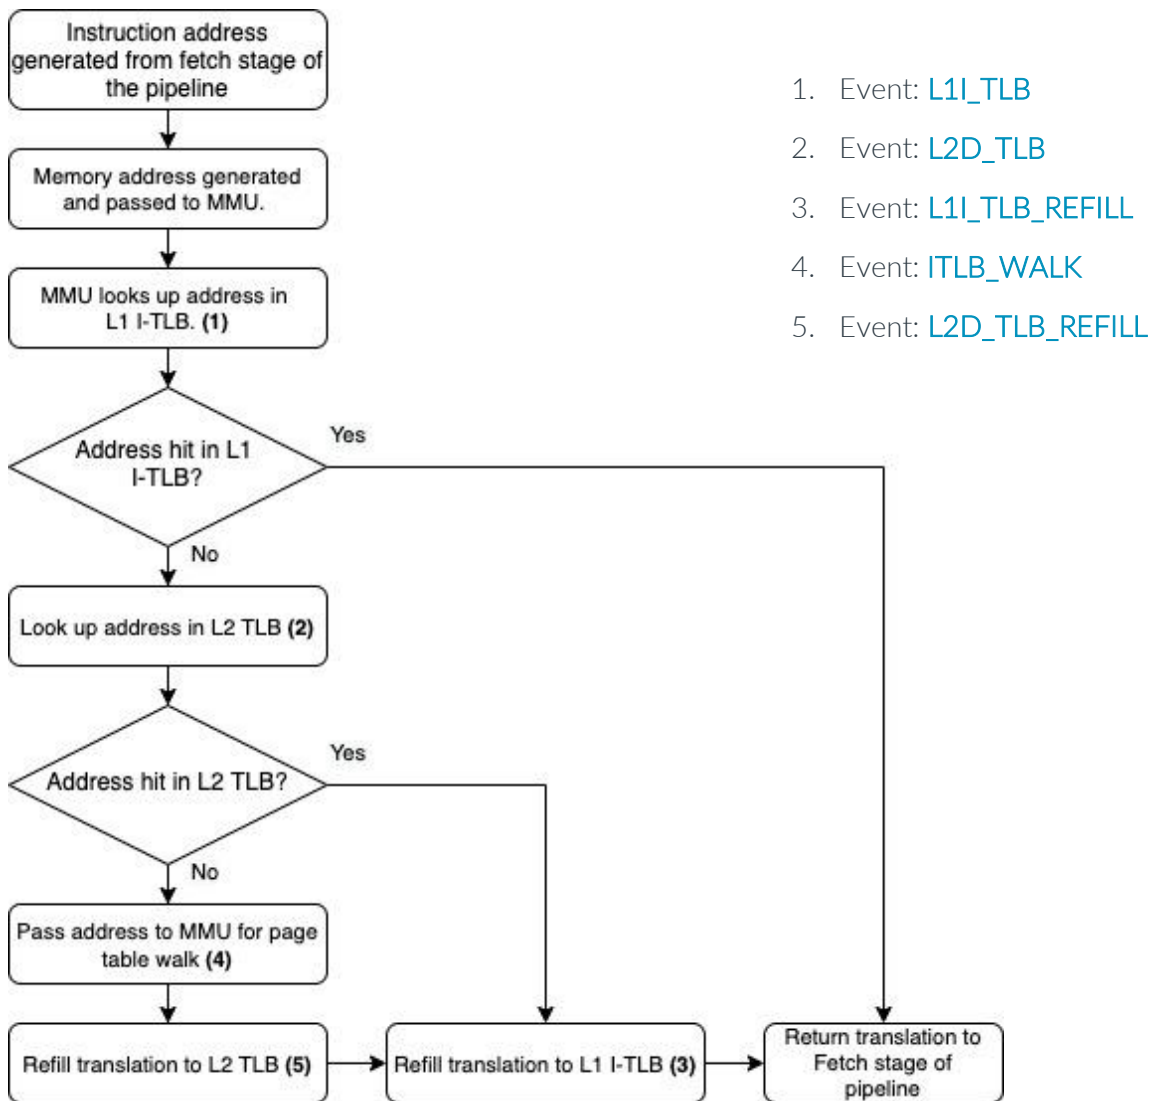 Instruction address
generated from fetch stage of
the pipeline
Memory address generated
and passed to MMU.
MMU looks up address in
L1 I-TLB. (1)
Address hit in L1
I-TLB?
Yes
No
Look up address in L2 TLB (2)
Address hit in L2 TLB?
Yes
No
Pass address to MMU for page
table walk (4)
Refill translation to L2 TLB (5)
Refill translation to L1 I-TLB (3)
Return translation to
Fetch stage of
pipeline
1. Event: L1I_TLB
2. Event: L2D_TLB
3. Event: L1I_TLB_REFILL
4. Event: ITLB_WALK
5. Event: L2D_TLB_REFILL